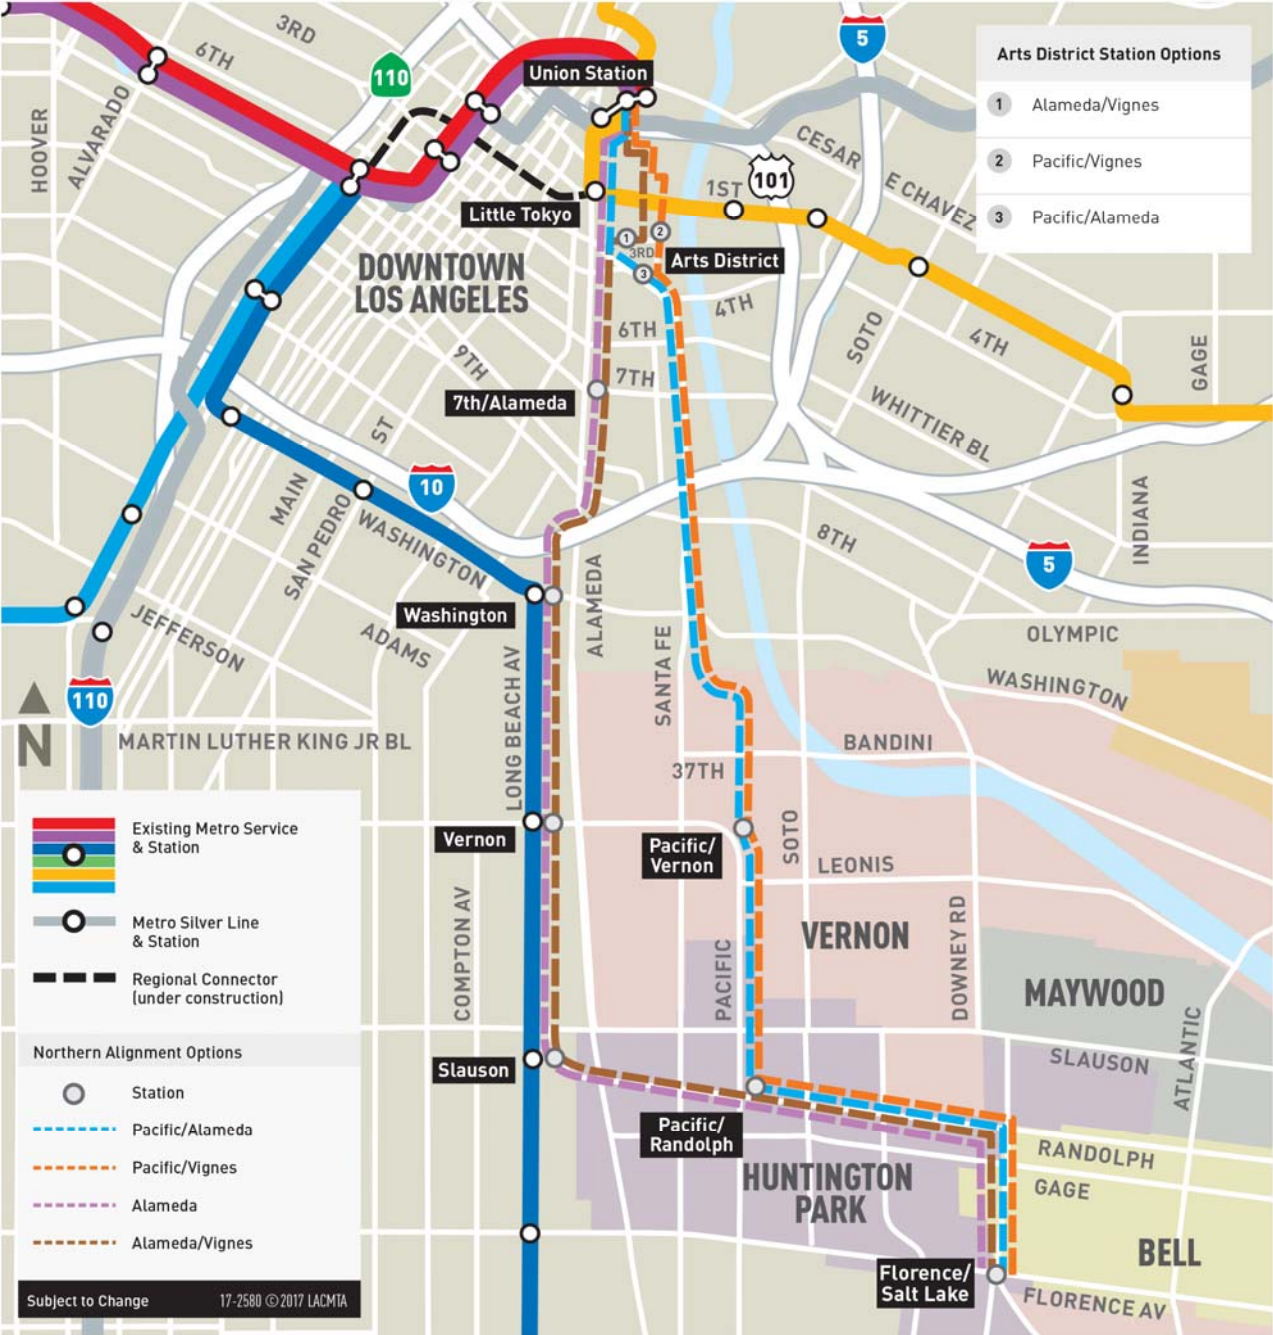 3RD
6TH
110
5
Union Station
Arts District Station Options
1 Alameda/Vignes
2 Pacific/Vignes
3 Pacific/Alameda
HOOVER
ALVARADO
CESAR
E CHAVEZ
101
1ST
Little Tokyo
1
2
3RD
3
Arts District
DOWNTOWN
LOS ANGELES
4TH
6TH
SOTO
4TH
GAGE
9TH
7TH
7th/Alameda
WHITTIER BL
ST
MAIN
SAN PEDRO
10
WASHINGTON
INDIANA
8TH
5
ALAMEDA
Washington
JEFFERSON
ADAMS
OLYMPIC
SANTA FE
LONG BEACH AV
WASHINGTON
110
N
MARTIN LUTHER KING JR BL
BANDINI
37TH
SOTO
Existing Metro Service
& Station
Vernon
Pacific/
Vernon
LEONIS
Metro Silver Line
& Station
COMPTON AV
PACIFIC
VERNON
DOWNEY RD
Regional Connector
(under construction)
MAYWOOD
ATLANTIC
Northern Alignment Options
Slauson
SLAUSON
Station
Pacific/Alameda
Pacific/
Randolph
RANDOLPH
Pacific/Vignes
HUNTINGTON
PARK
GAGE
Alameda
Alameda/Vignes
BELL
Florence/
Salt Lake
FLORENCE AV
Subject to Change 17-2580 ©2017 LACMTA